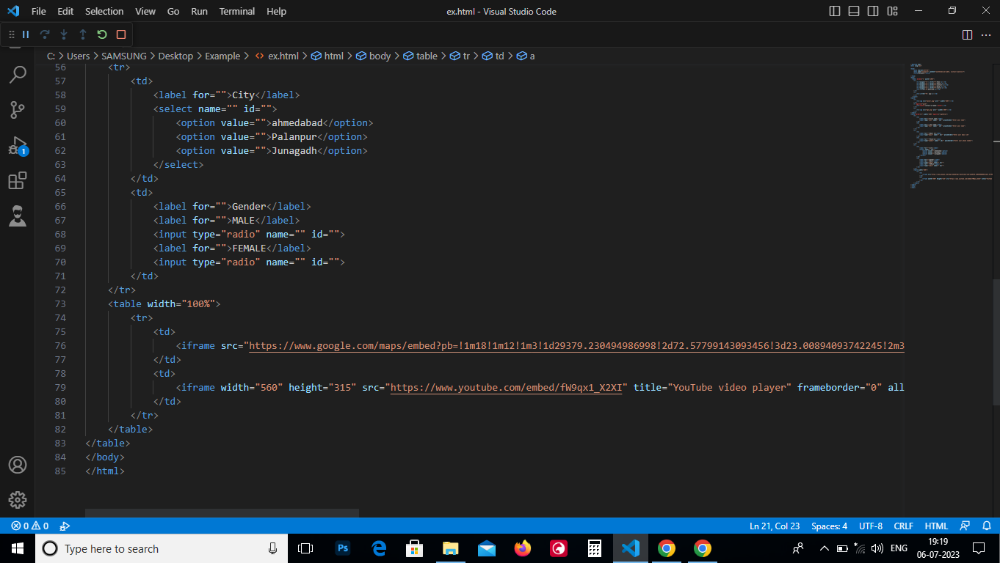 File Edit Selection View Go Run Terminal Help ex.html - Visual Studio Code
C: > Users > SAMSUNG > Desktop > Example > ex.html > html > body > table > tr > td > a
56 <tr>
57 <td>
58 <label for="">City</label>
59 <select name="" id="">
60 <option value="">ahmedabad</option>
61 <option value="">Palanpur</option>
62 <option value="">Junagadh</option>
63 </select>
64 </td>
65 <td>
66 <label for="">Gender</label>
67 <label for="">MALE</label>
68 <input type="radio" name="" id="">
69 <label for="">FEMALE</label>
70 <input type="radio" name="" id="">
71 </td>
72 </tr>
73 <table width="100%">
74 <tr>
75 <td>
76 <iframe src="https://www.google.com/maps/embed?pb=!1m18!1m12!1m3!1d29379.230494986998!2d72.57799143093456!3d23.00894093742245!2m3
77 </td>
78 <td>
79 <iframe width="560" height="315" src="https://www.youtube.com/embed/fW9qx1_X2XI" title="YouTube video player" frameborder="0" all
80 </td>
81 </tr>
82 </table>
83 </table>
84 </body>
85 </html>
1
0 0 Ln 21, Col 23 Spaces: 4 UTF-8 CRLF HTML
Type here to search Ps ENG 19:19
06-07-2023